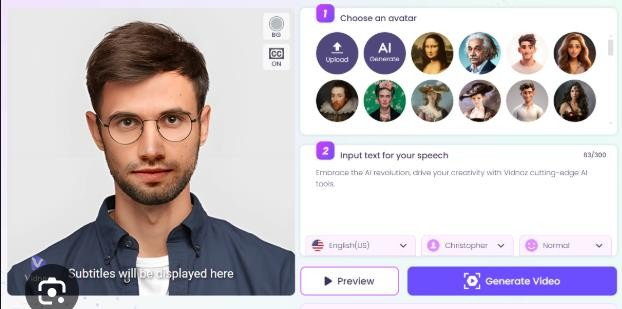 BG
CC
ON
Vidnoz
Subtitles will be displayed here
1
Choose an avatar
Upload
AI
Generate
2
Input text for your speech
83/300
Embrace the AI revolution, drive your creativity with Vidnoz cutting-edge AI
tools.
English(US)
Christopher
Normal
Preview
Generate Video